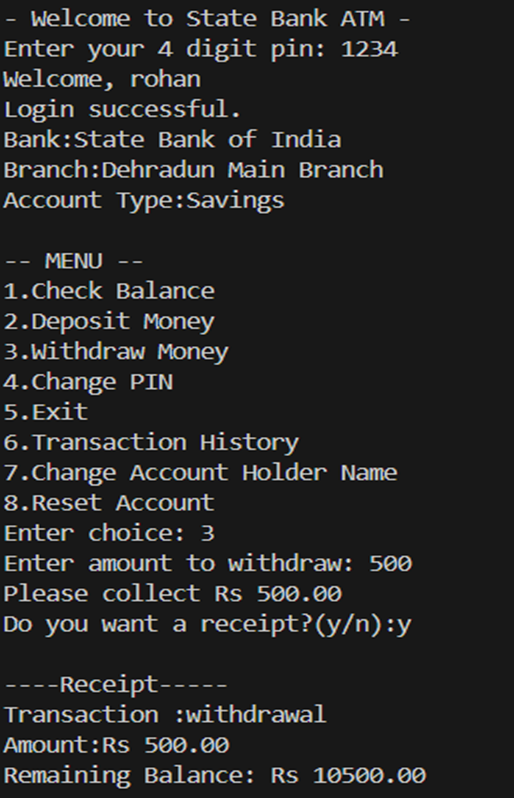 - Welcome to State Bank ATM -
Enter your 4 digit pin: 1234
Welcome, rohan
Login successful.
Bank:State Bank of India
Branch:Dehradun Main Branch
Account Type:Savings

-- MENU --
1.Check Balance
2.Deposit Money
3.Withdraw Money
4.Change PIN
5.Exit
6.Transaction History
7.Change Account Holder Name
8.Reset Account
Enter choice: 3
Enter amount to withdraw: 500
Please collect Rs 500.00
Do you want a receipt?(y/n):y

----Receipt-----
Transaction :withdrawal
Amount:Rs 500.00
Remaining Balance: Rs 10500.00